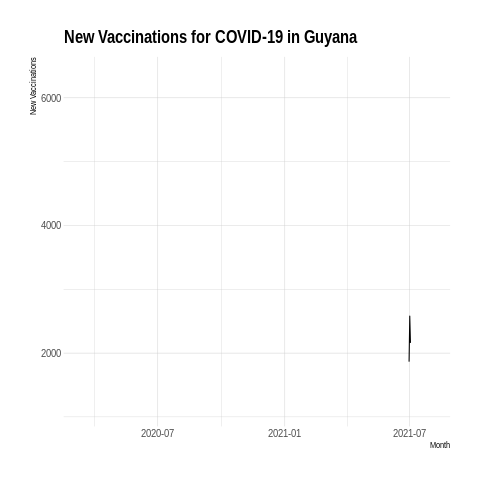 New Vaccinations for COVID-19 in Guyana
New Vaccinations
6000
4000
2000
2020-07 2021-01 2021-07
Month